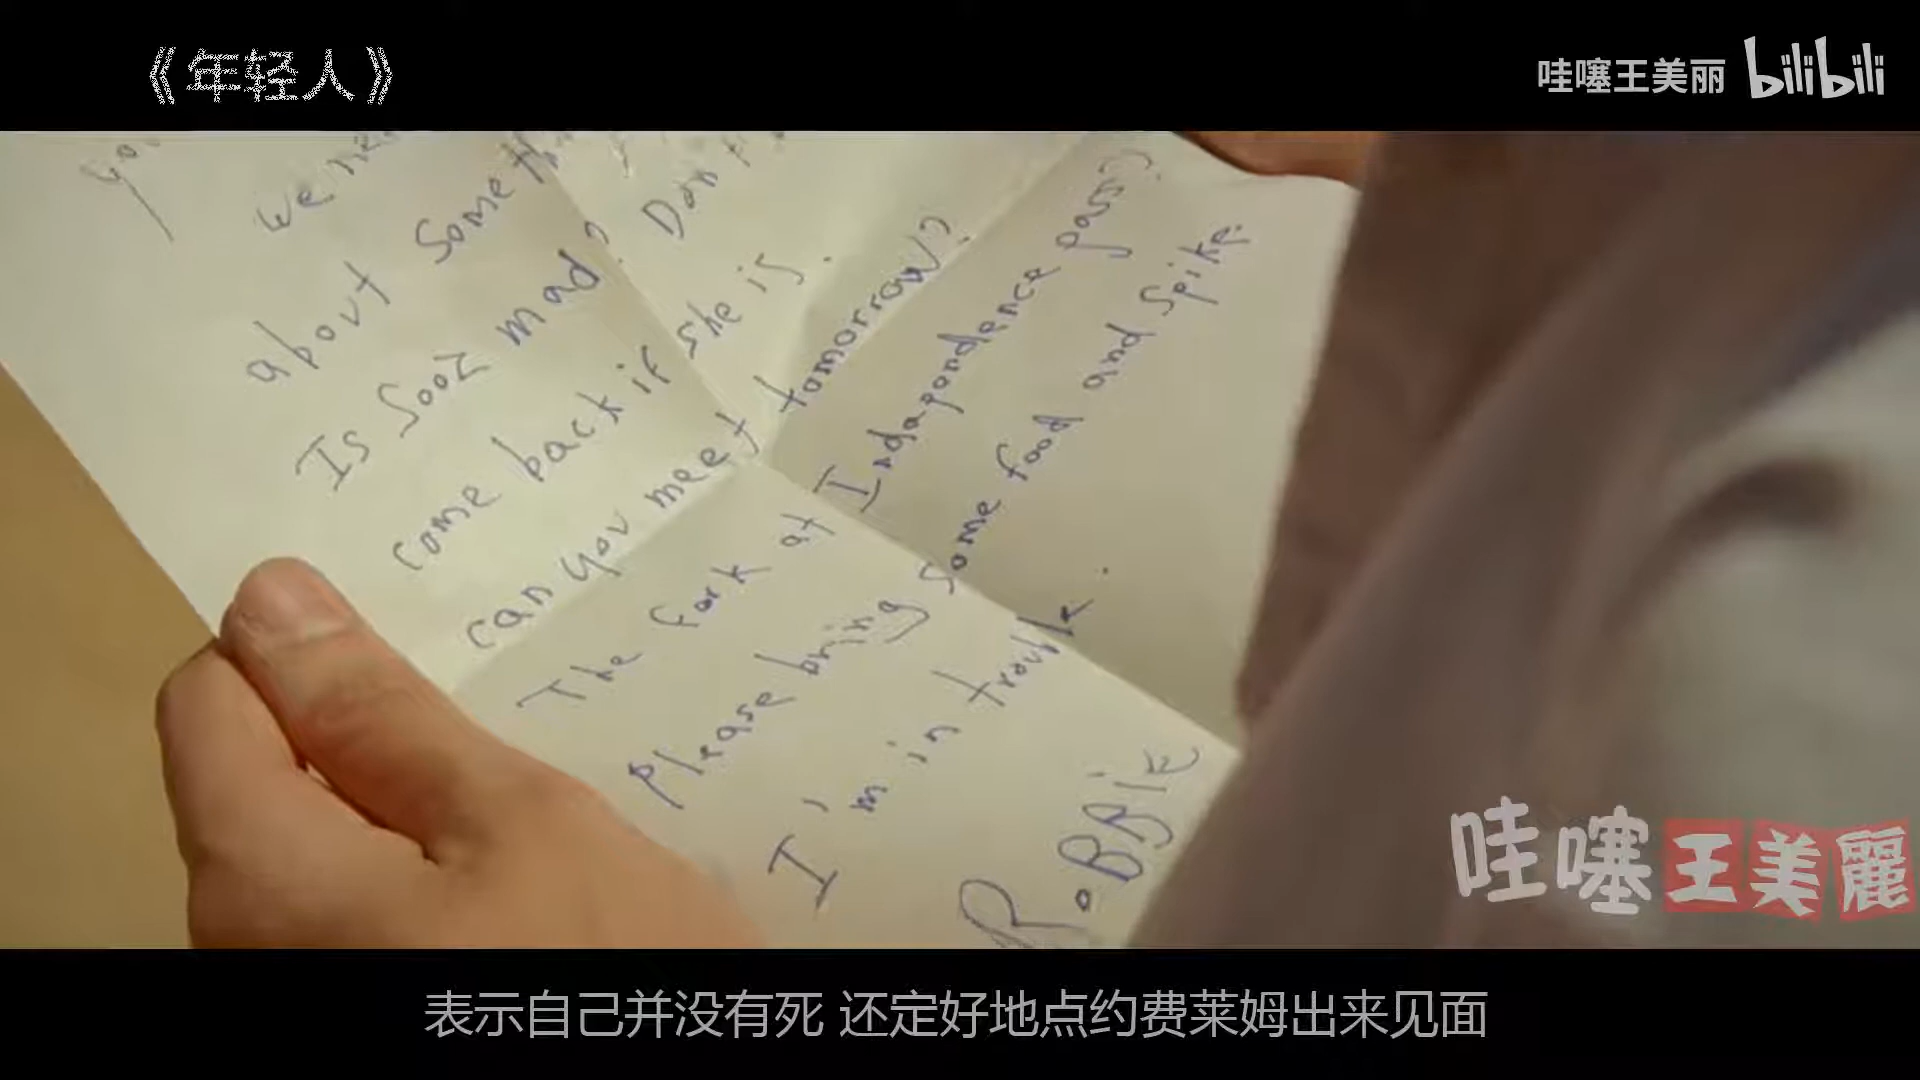 《年轻人》
哇噻王美丽 bilibili
we
about Some
Is Sooz mad? Don
come back if she is.
can you meet tomorrow?
The fork at Indapendence pass?
Please bring some food and Spike.
I'm in trouble.
RoBBiE
哇噻王美麗
表示自己并没有死 还定好地点约费莱姆出来见面